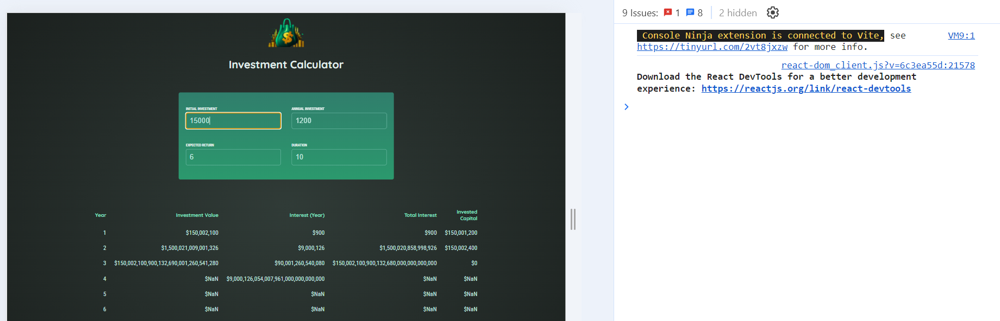 9 Issues: 1 8 2 hidden
Console Ninja extension is connected to Vite, see VM9:1
https://tinyurl.com/2vt8jxzw for more info.
react-dom_client.js?v=6c3ea55d:21578
Download the React DevTools for a better development
experience: https://reactjs.org/link/react-devtools
Investment Calculator
INITIAL INVESTMENT ANNUAL INVESTMENT
15000 1200
EXPECTED RETURN DURATION
6 10
Year Investment Value Interest (Year) Total Interest Invested Capital
1 $150,002,100 $900 $900 $150,001,200
2 $1,500,021,009,001,326 $9,000,126 $1,500,020,858,998,926 $150,002,400
3 $150,002,100,900,132,690,001,260,541,280 $90,001,260,540,080 $150,002,100,900,132,680,000,000,000,000 $0
4 $NaN $9,000,126,054,007,961,000,000,000,000 $NaN $NaN
5 $NaN $NaN $NaN $NaN
6 $NaN $NaN $NaN $NaN